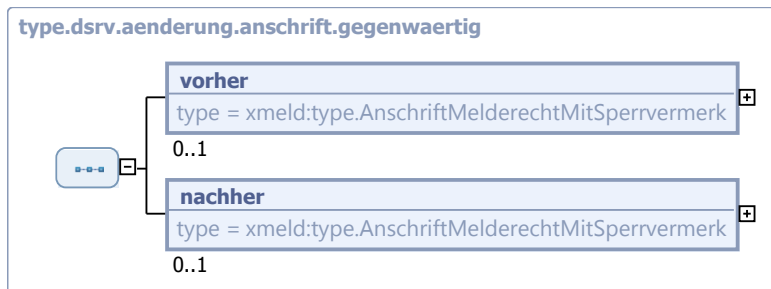 type.dsrv.aenderung.anschrift.gegenwaertig
vorher
type = xmeld:type.AnschriftMelderechtMitSperrvermerk
0..1
nachher
type = xmeld:type.AnschriftMelderechtMitSperrvermerk
0..1